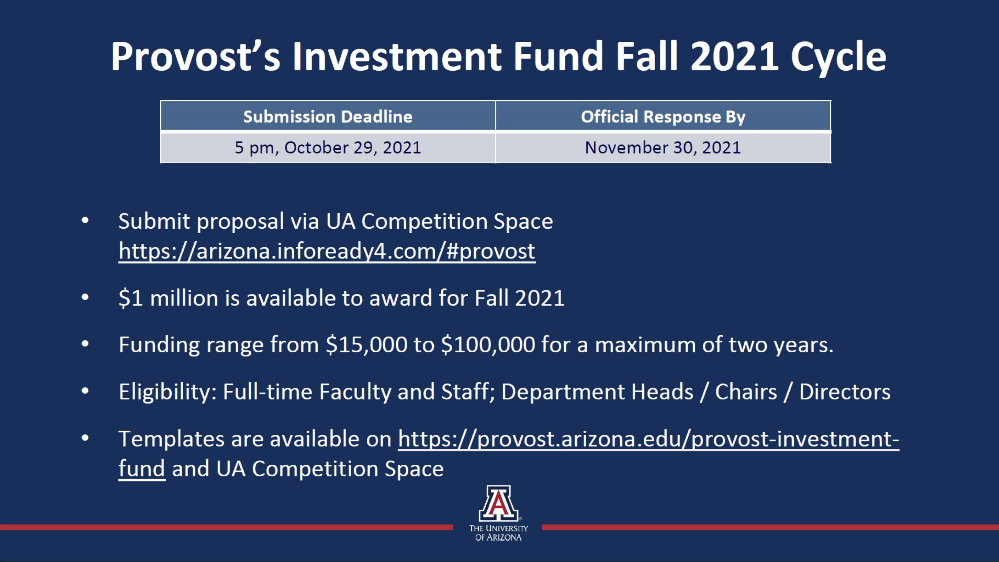 Provost’s Investment Fund Fall 2021 Cycle
Submission Deadline
Official Response By
5 pm, October 29, 2021
November 30, 2021
• Submit proposal via UA Competition Space
https://arizona.infoready4.com/#provost
• $1 million is available to award for Fall 2021
• Funding range from $15,000 to $100,000 for a maximum of two years.
• Eligibility: Full-time Faculty and Staff; Department Heads / Chairs / Directors
• Templates are available on https://provost.arizona.edu/provost-investment-
fund and UA Competition Space
A ®
THE UNIVERSITY
OF ARIZONA